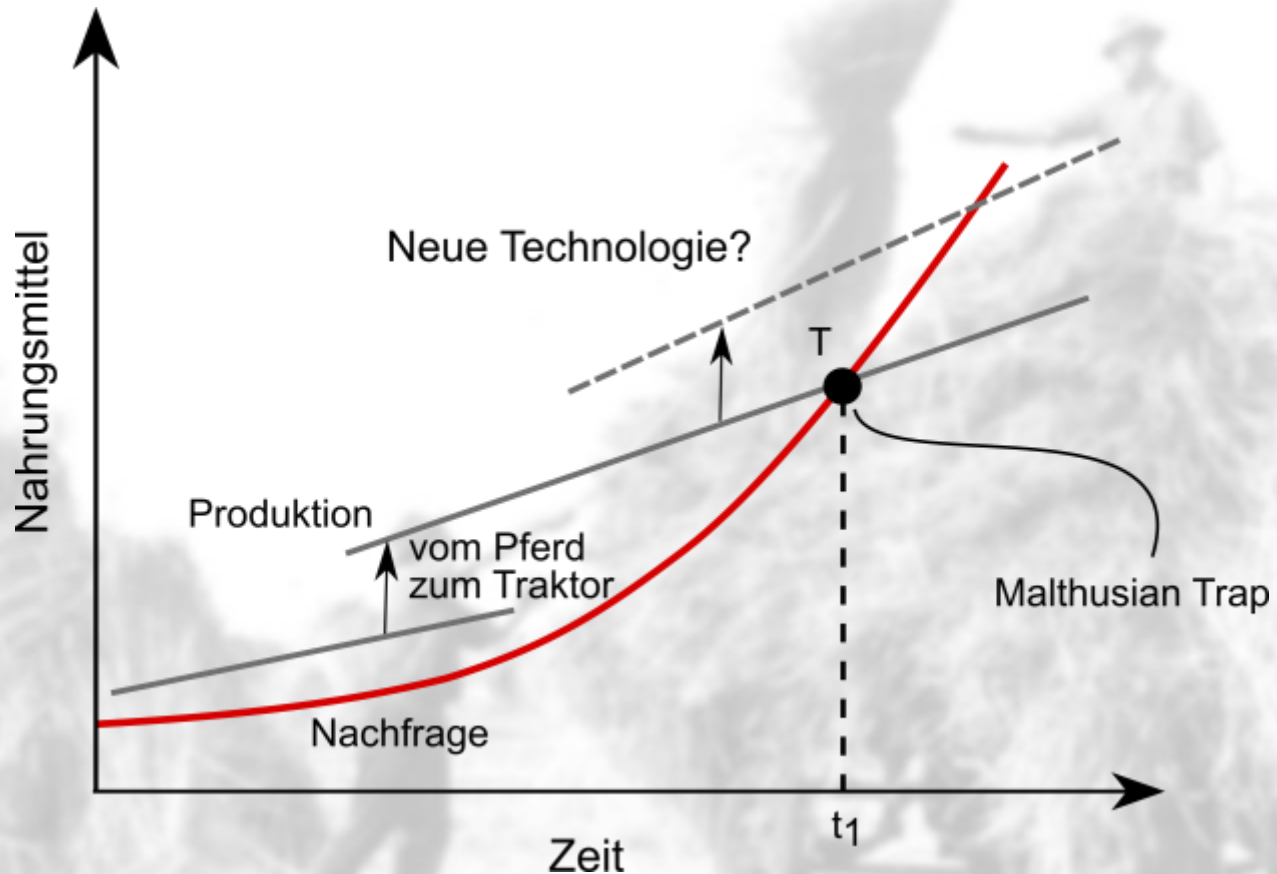 Nahrungsmittel
Neue Technologie?
T
Produktion
vom Pferd
zum Traktor
Malthusian Trap
Nachfrage
t1
Zeit